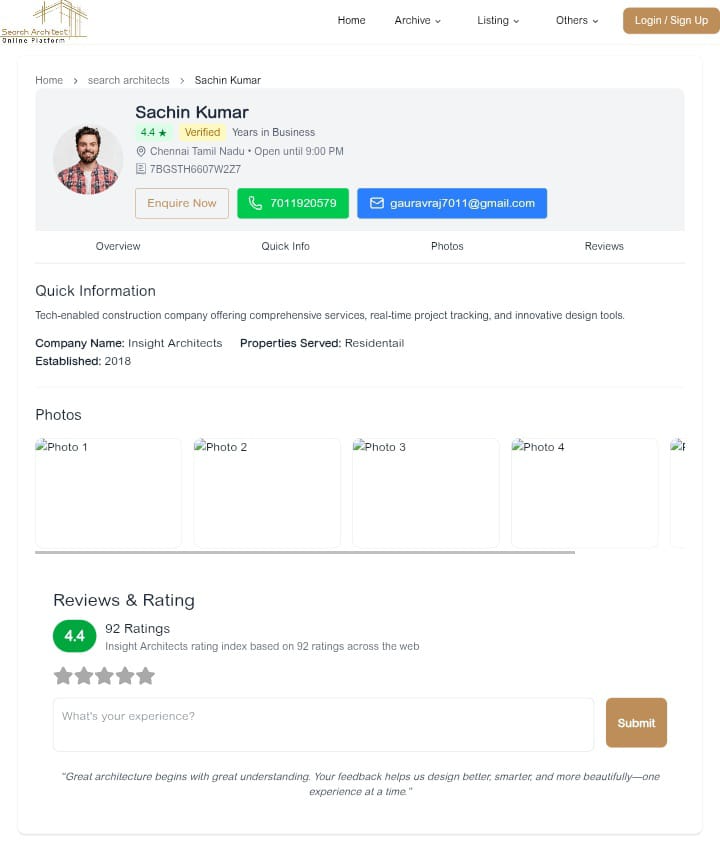 Search Architect
Online Platform
Home
Archive
Listing
Others
Login / Sign Up
Home > search architects > Sachin Kumar
Sachin Kumar
4.4 ★ Verified Years in Business
Chennai Tamil Nadu • Open until 9:00 PM
7BGSTH6607W2Z7
Enquire Now
7011920579
gauravraj7011@gmail.com
Overview
Quick Info
Photos
Reviews
Quick Information
Tech-enabled construction company offering comprehensive services, real-time project tracking, and innovative design tools.
Company Name: Insight Architects Properties Served: Residentail
Established: 2018
Photos
Photo 1
Photo 2
Photo 3
Photo 4
Reviews & Rating
4.4
92 Ratings
Insight Architects rating index based on 92 ratings across the web
What's your experience?
Submit
"Great architecture begins with great understanding. Your feedback helps us design better, smarter, and more beautifully—one
experience at a time."